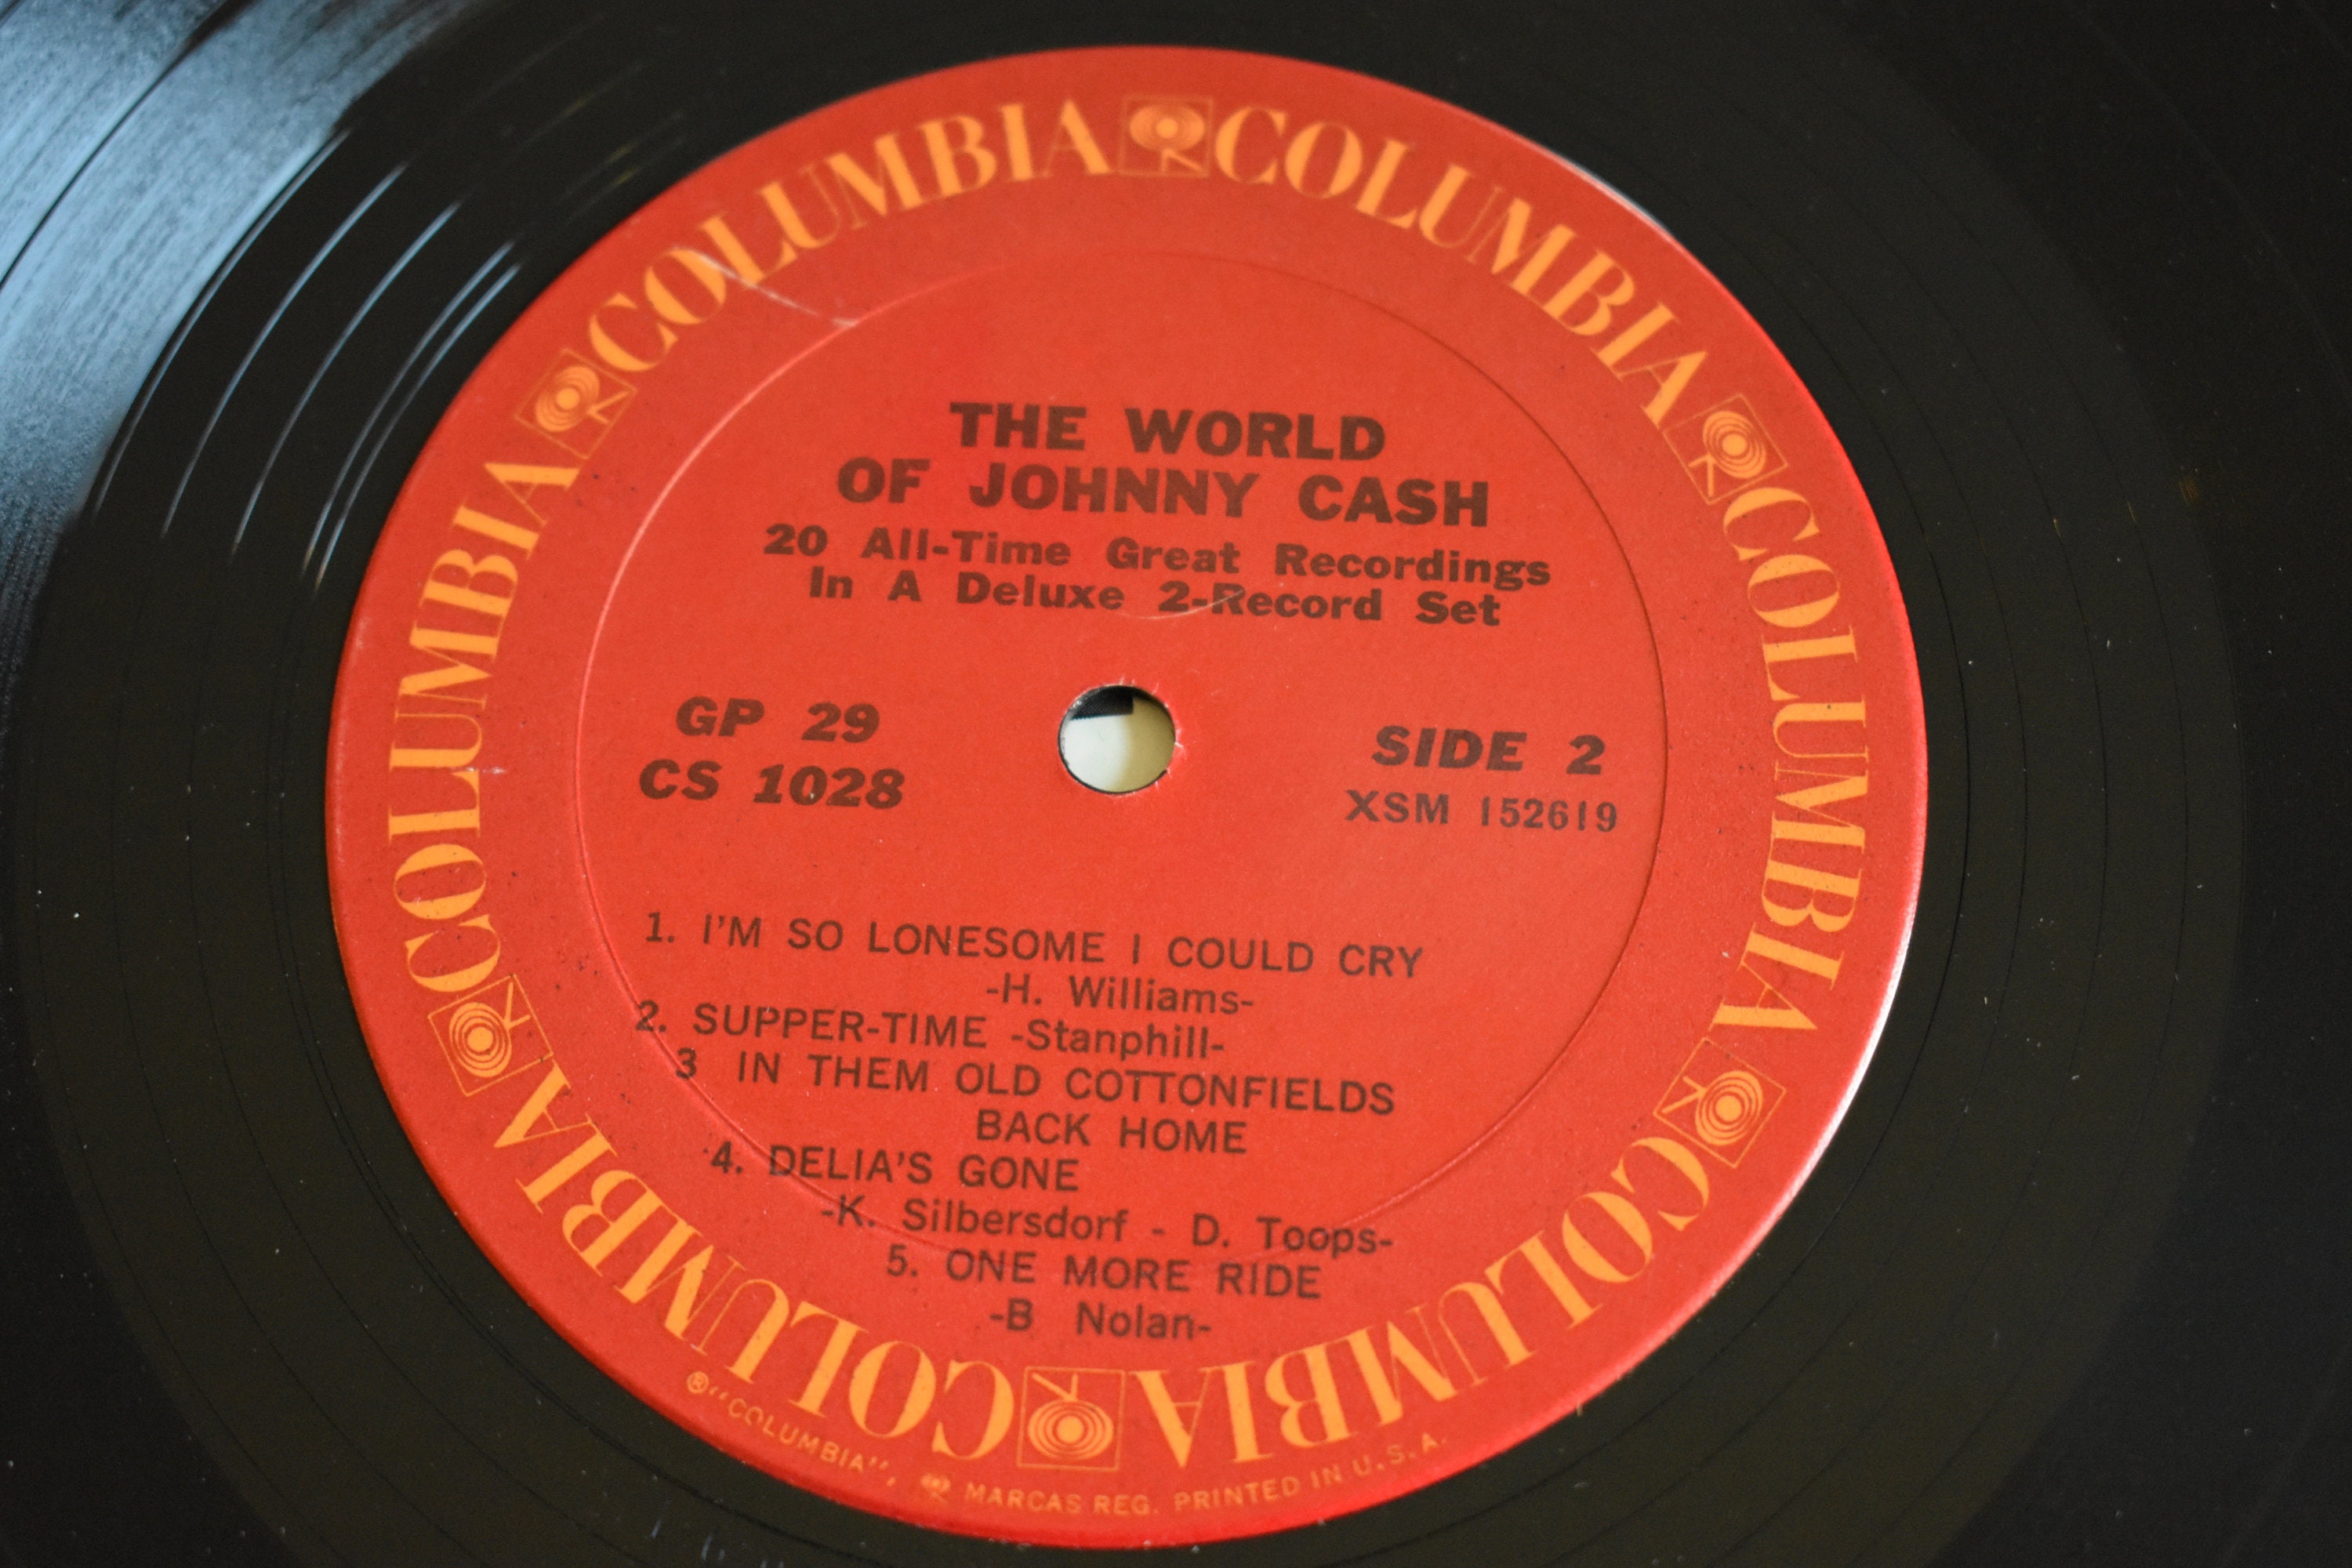 COLUMBIA COLUMBIA COLUMBIA COLUMBIA COLUMBIA COLUMBIA
THE WORLD
OF JOHNNY CASH
20 All-Time Great Recordings
In A Deluxe 2-Record Set
GP 29
CS 1028
SIDE 2
XSM 152619
1. I'M SO LONESOME I COULD CRY
-H. Williams-
2. SUPPER-TIME -Stanphill-
3 IN THEM OLD COTTONFIELDS
BACK HOME
4. DELIA'S GONE
-K. Silbersdorf - D. Toops-
5. ONE MORE RIDE
-B Nolan-
® "COLUMBIA", MARCAS REG. PRINTED IN U.S.A.